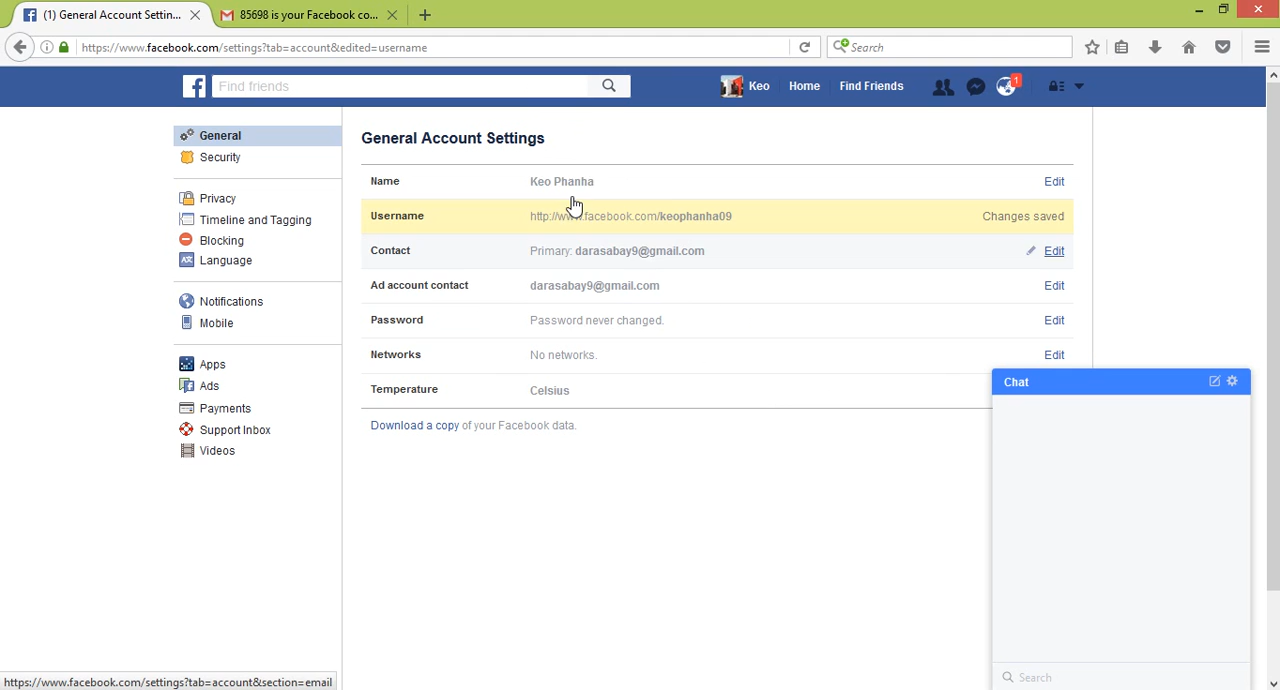 (1) General Account Settin...
85698 is your Facebook co...
https://www.facebook.com/settings?tab=account&edited=username
Search
Find friends
Keo
Home
Find Friends
1
General
Security
Privacy
Timeline and Tagging
Blocking
Language
Notifications
Mobile
Apps
Ads
Payments
Support Inbox
Videos
General Account Settings
Name Keo Phanha Edit
Username http://www.facebook.com/keophanha09 Changes saved
Contact Primary: darasabay9@gmail.com Edit
Ad account contact darasabay9@gmail.com Edit
Password Password never changed. Edit
Networks No networks. Edit
Temperature Celsius
Download a copy of your Facebook data.
Chat
Search
https://www.facebook.com/settings?tab=account&section=email